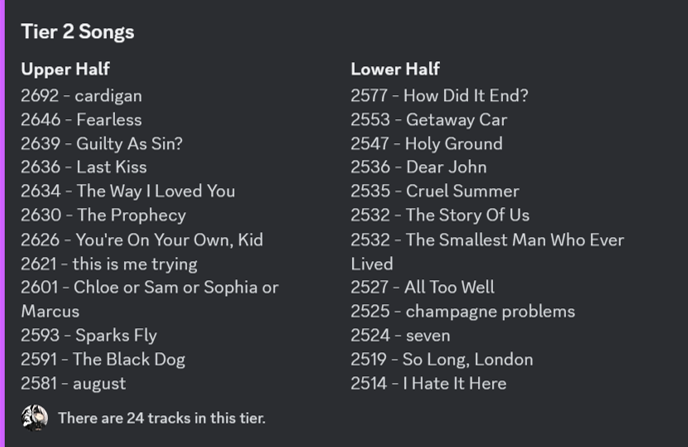 Tier 2 Songs
Upper Half
2692 - cardigan
2646 - Fearless
2639 - Guilty As Sin?
2636 - Last Kiss
2634 - The Way I Loved You
2630 - The Prophecy
2626 - You're On Your Own, Kid
2621 - this is me trying
2601 - Chloe or Sam or Sophia or
Marcus
2593 - Sparks Fly
2591 - The Black Dog
2581 - august
Lower Half
2577 - How Did It End?
2553 - Getaway Car
2547 - Holy Ground
2536 - Dear John
2535 - Cruel Summer
2532 - The Story Of Us
2532 - The Smallest Man Who Ever
Lived
2527 - All Too Well
2525 - champagne problems
2524 - seven
2519 - So Long, London
2514 - I Hate It Here
There are 24 tracks in this tier.